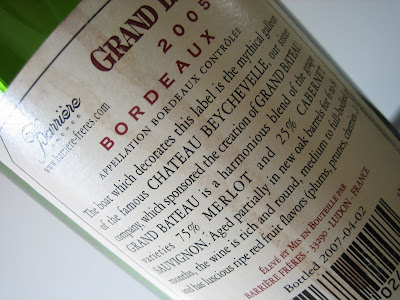 Barrière
FRÈRES
www.barriere-freres.com
GRAND
2005
BORDEAUX
APPELLATION BORDEAUX CONTRÔLÉE
The boat which decorates this label is the mythical galleon
of the famous CHATEAU BEYCHEVELLE, our sister
company, which sponsored the creation of GRAND BATEAU.
GRAND BATEAU is a harmonious blend of the grape
varieties 75% MERLOT and 25% CABERNET
SAUVIGNON. Aged partially in new oak barrels for 4 to 6
months, the wine is rich and round, medium to full-bodied,
and has luscious ripe red fruit flavors (plums, prunes, cherries...)
ÉLEVÉ ET MIS EN BOUTEILLE PAR
BARRIÈRE FRÈRES - 33290 - LUDON - FRANCE
Bottled 2007-04-02